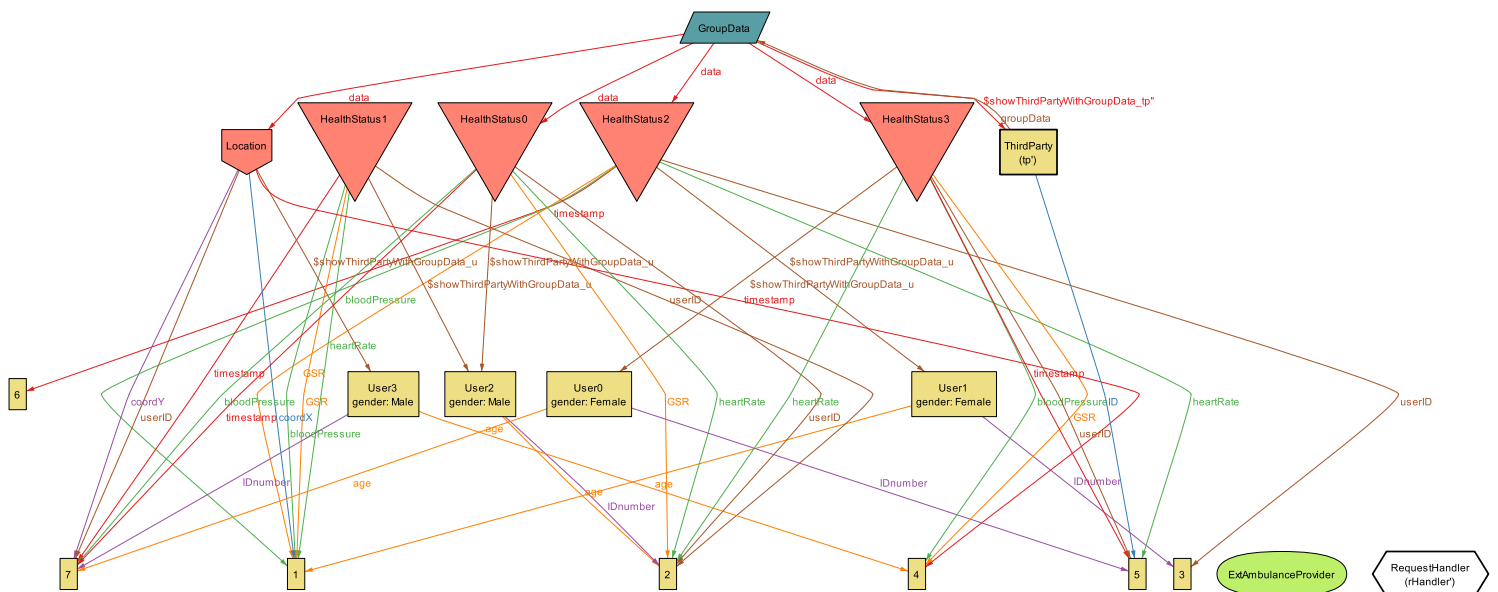 GroupData
data
data
data
data
$showThirdPartyWithGroupData_tp"
groupData
HealthStatus1
HealthStatus0
HealthStatus2
HealthStatus3
Location
ThirdParty
(tp')
timestamp
$showThirdPartyWithGroupData_u
$showThirdPartyWithGroupData_u
$showThirdPartyWithGroupData_u
$showThirdPartyWithGroupData_u
$showThirdPartyWithGroupData_u
bloodPressure
userID
timestamp
heartRate
timestamp
GSR
timestamp
6
User3
gender: Male
User2
gender: Male
User0
gender: Female
User1
gender: Female
coordY
userID
bloodPressure
GSR
timestamp
coordX
GSR
heartRate
heartRate
userID
bloodPressure
ID
GSR
heartRate
userID
bloodPressure
age
userID
IDnumber
age
age
IDnumber
age
IDnumber
IDnumber
7
1
2
4
5
3
ExtAmbulanceProvider
RequestHandler
(rHandler')